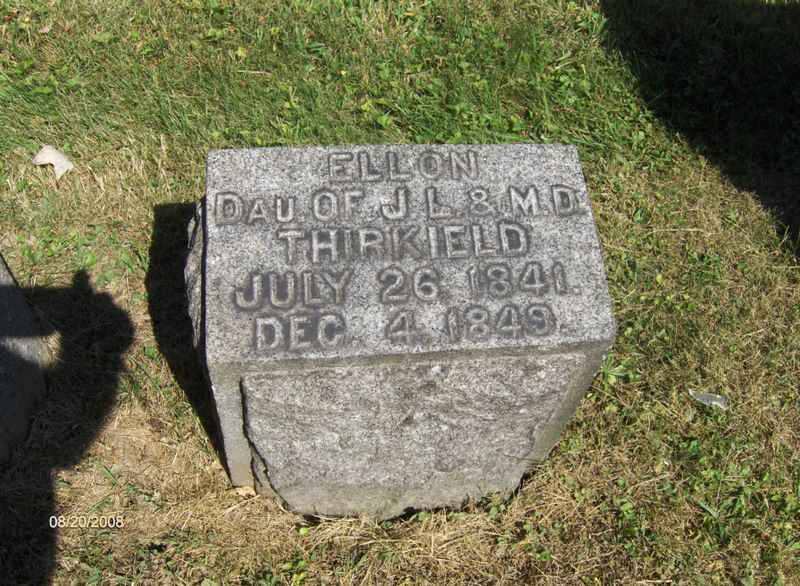 ELLON
DAU. OF J. L. & M. D.
THIRKIELD
JULY 26 1841.
DEC. 4. 1849.
08/20/2008